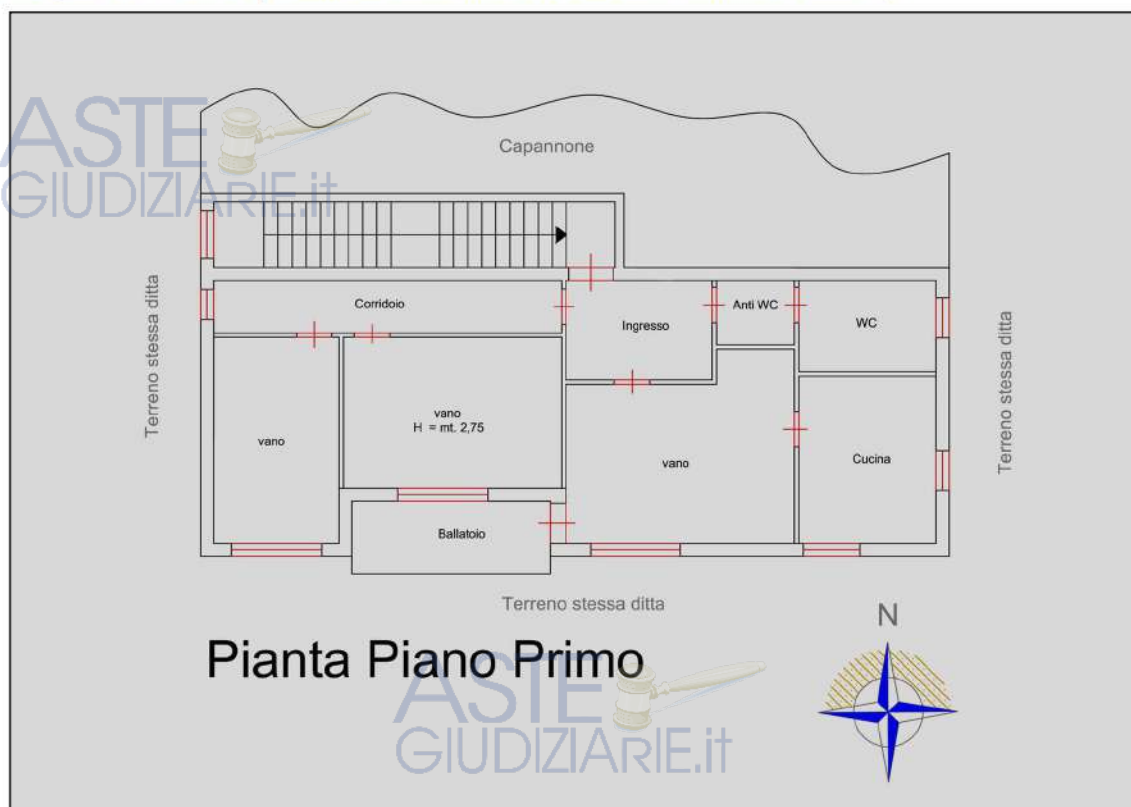 ASTE
GIUDIZIARIE.it
Capannone
Terreno stessa ditta
Corridoio
Ingresso
Anti WC
WC
Terreno stessa ditta
vano
vano
H = mt. 2,75
vano
Cucina
Ballatoio
Terreno stessa ditta
N
Pianta Piano Primo
ASTE
GIUDIZIARIE.it